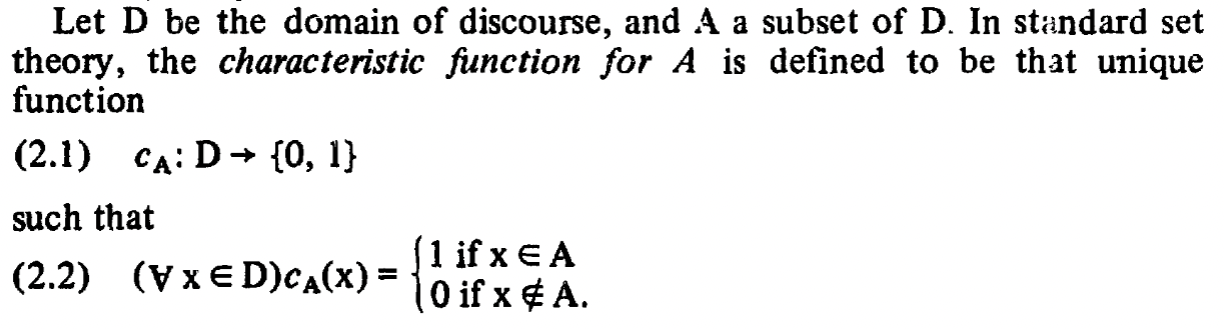 Let D be the domain of discourse, and A a subset of D. In standard set
theory, the characteristic function for A is defined to be that unique
function
(2.1) c_A: D → {0, 1}
such that
(2.2) (∀ x ∈ D)c_A(x) = {1 if x ∈ A
{0 if x ∉ A.